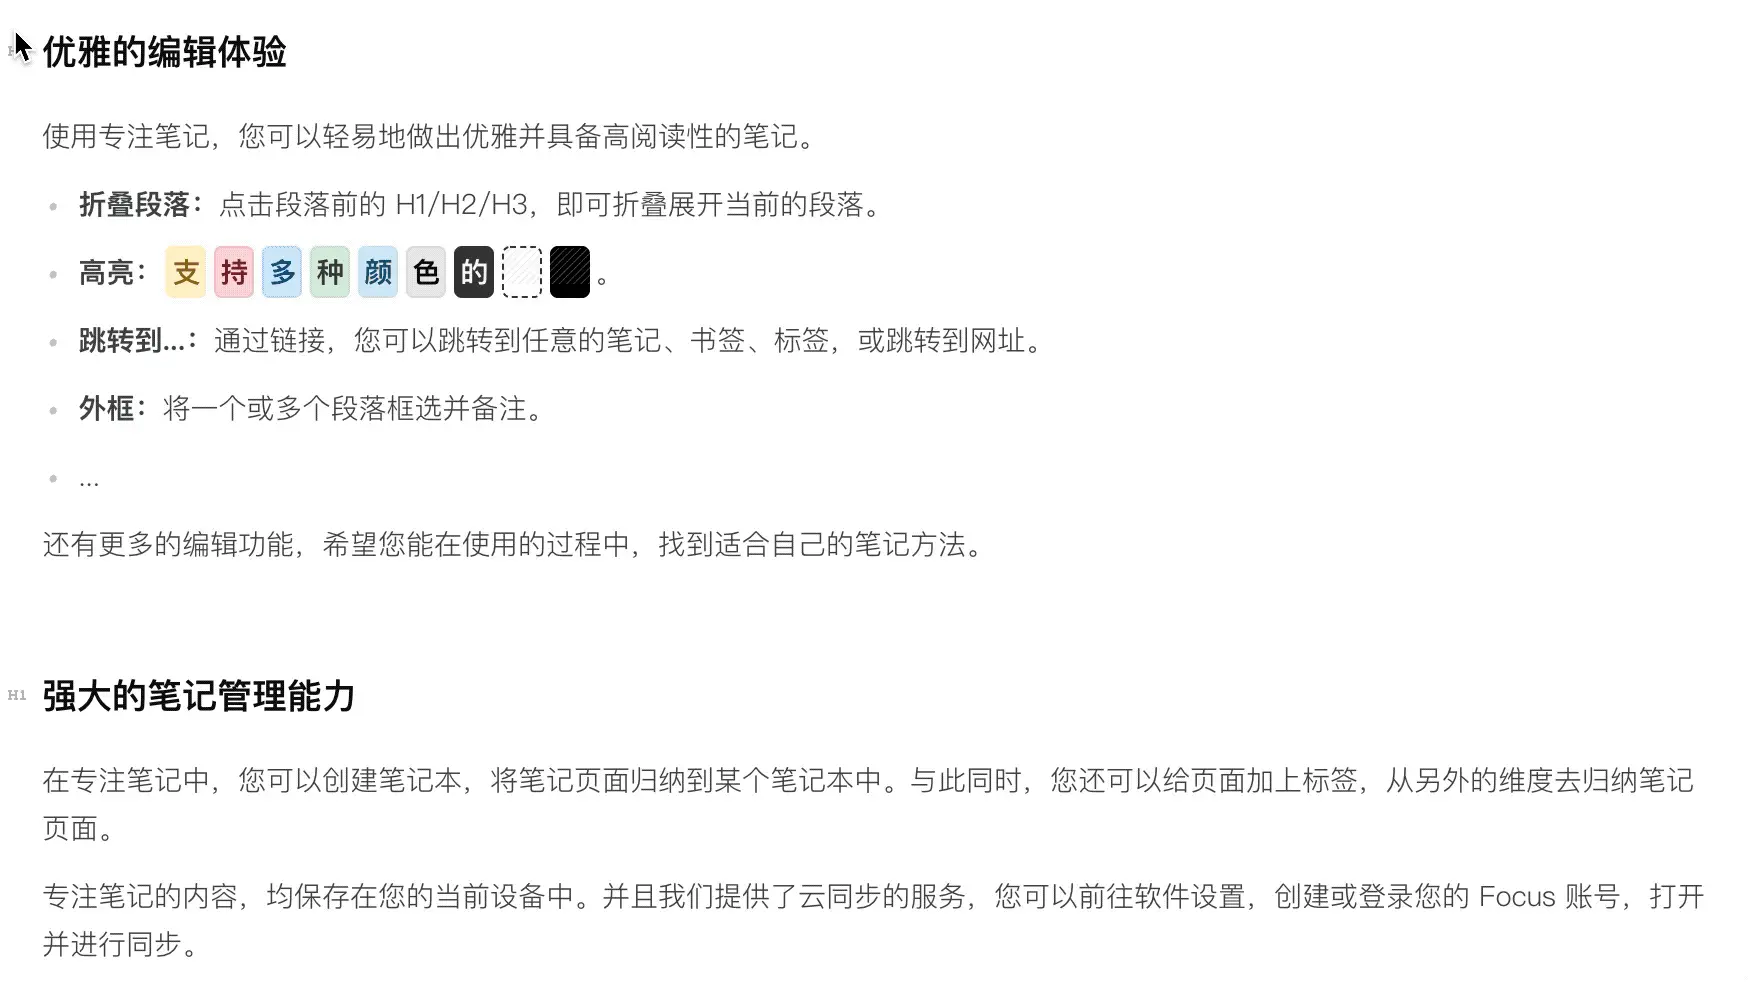 优雅的编辑体验
使用专注笔记，您可以轻易地做出优雅并具备高阅读性的笔记。
折叠段落：点击段落前的 H1/H2/H3，即可折叠展开当前的段落。
高亮：支持多种颜色的 。
跳转到...：通过链接，您可以跳转到任意的笔记、书签、标签，或跳转到网址。
外框：将一个或多个段落框选并备注。
...
还有更多的编辑功能，希望您能在使用的过程中，找到适合自己的笔记方法。
H1 强大的笔记管理能力
在专注笔记中，您可以创建笔记本，将笔记页面归纳到某个笔记本中。与此同时，您还可以给页面加上标签，从另外的维度去归纳笔记
页面。
专注笔记的内容，均保存在您的当前设备中。并且我们提供了云同步的服务，您可以前往软件设置，创建或登录您的 Focus 账号，打开
并进行同步。